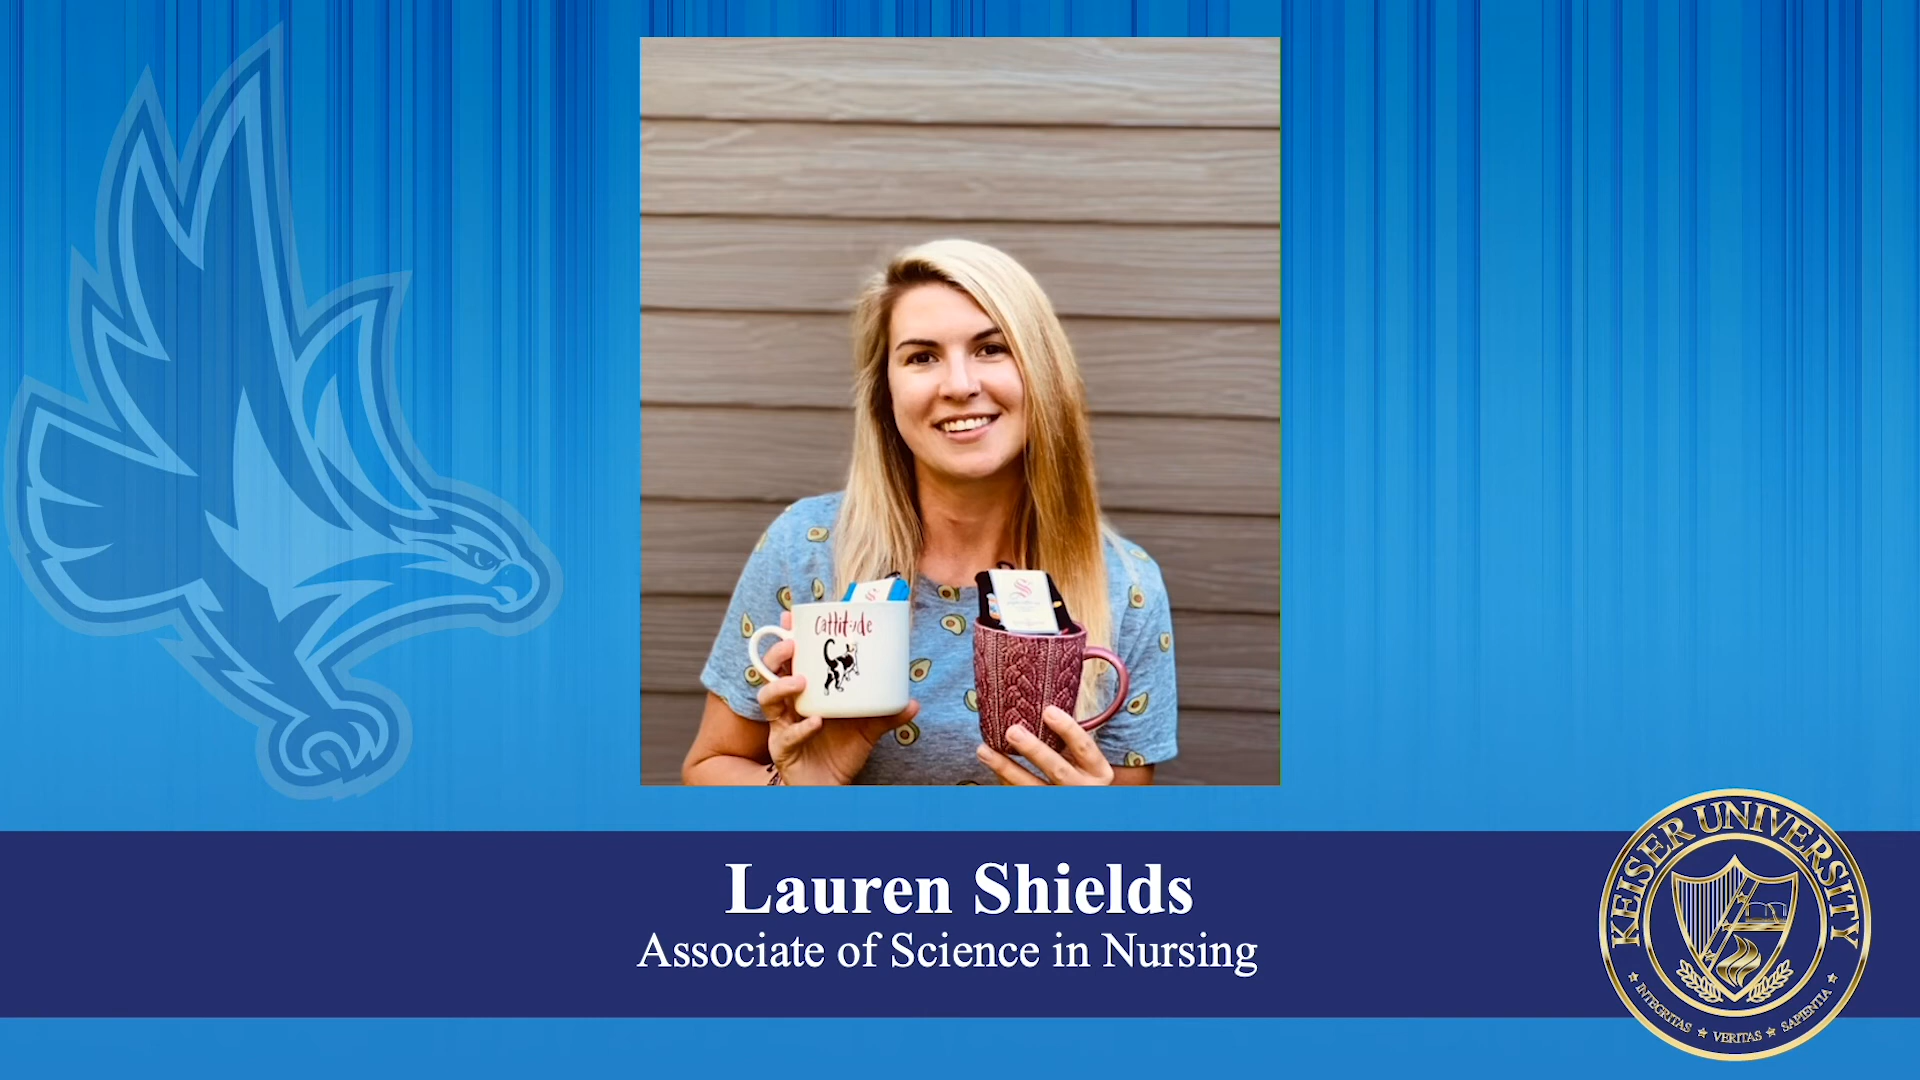 cattitude
S
Lauren Shields
Associate of Science in Nursing
KEISER UNIVERSITY
INTEGRITAS ★ VERITAS ★ SAPIENTIA